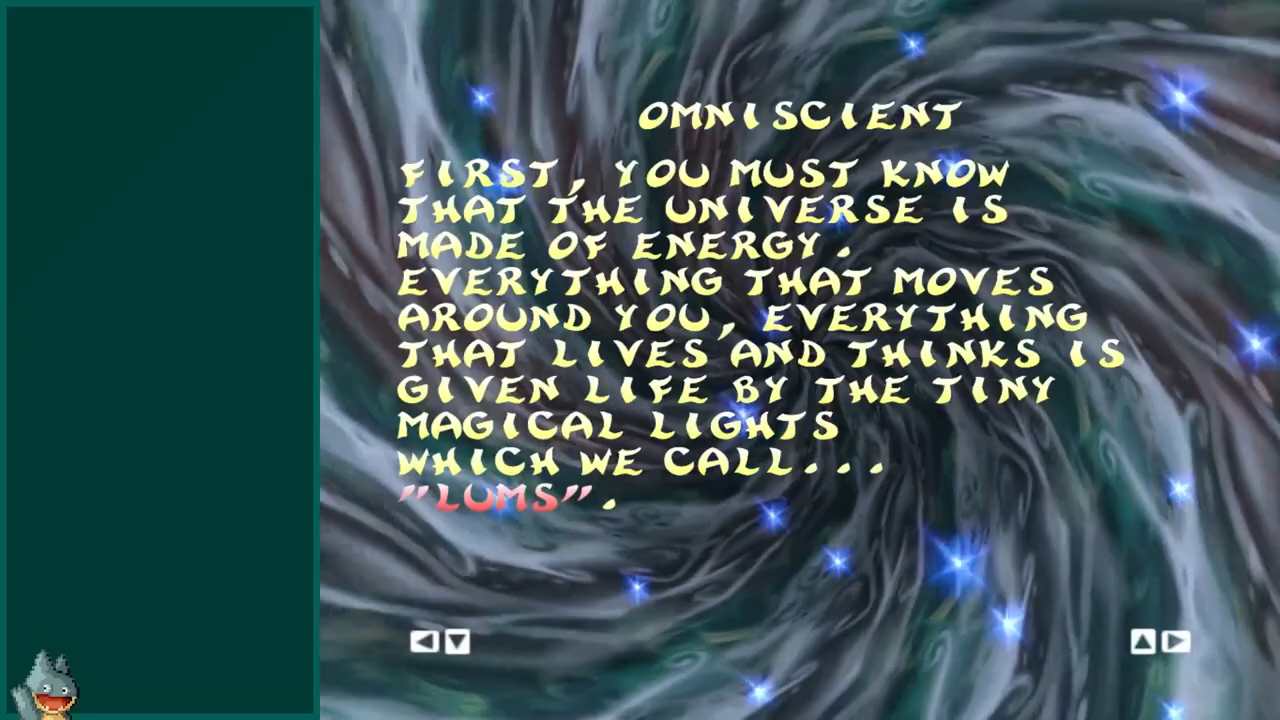 OMNISCIENT
FIRST, YOU MUST KNOW
THAT THE UNIVERSE IS
MADE OF ENERGY.
EVERYTHING THAT MOVES
AROUND YOU, EVERYTHING
THAT LIVES AND THINKS IS
GIVEN LIFE BY THE TINY
MAGICAL LIGHTS
WHICH WE CALL...
"LUMS".